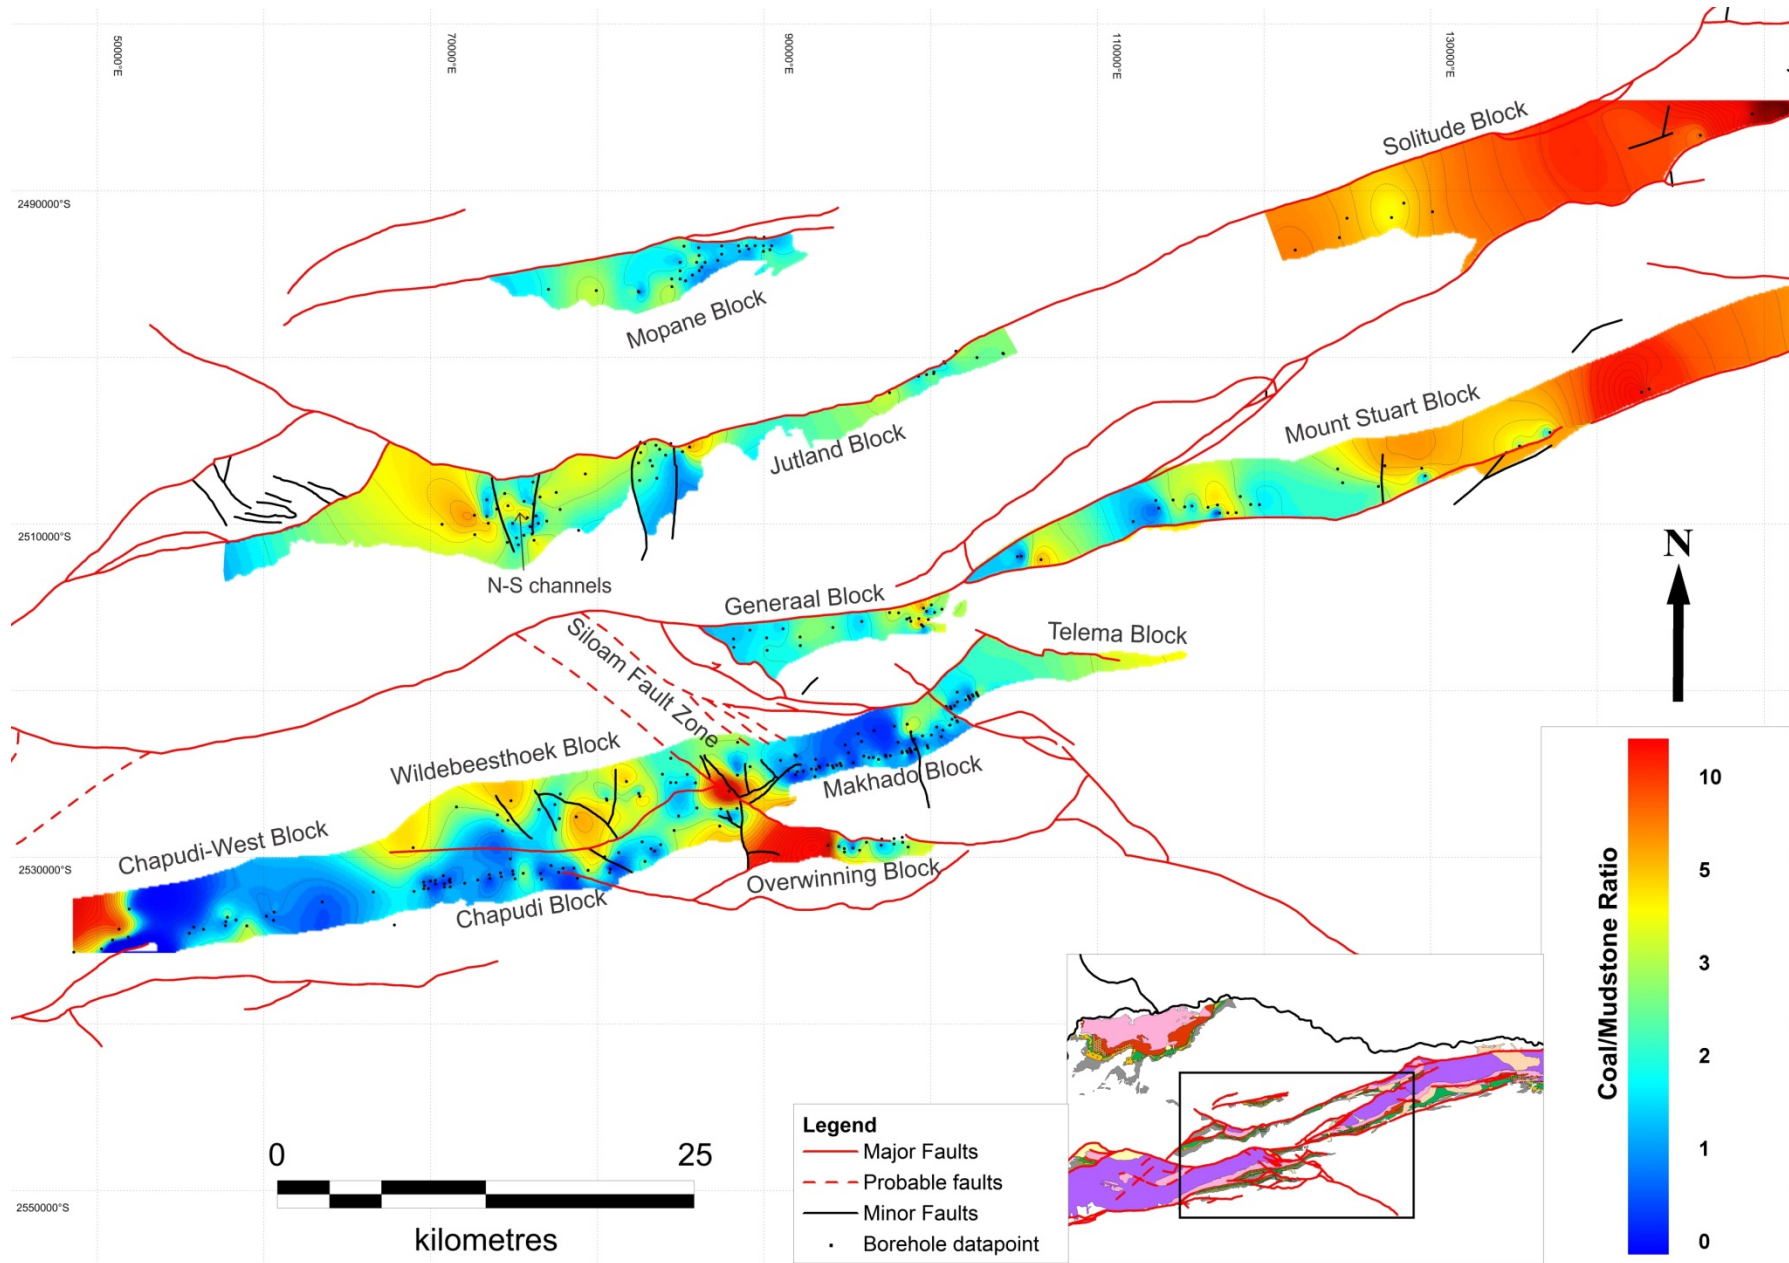 50000°E
70000°E
90000°E
110000°E
130000°E
2490000°S
2510000°S
2530000°S
2550000°S
Solitude Block
Mopane Block
Mount Stuart Block
Jutland Block
N-S channels
Generaal Block
Telema Block
Siloam Fault Zone
Wildebeesthoek Block
Makhado Block
Chapudi-West Block
Overwinning Block
Chapudi Block
N
0
25
kilometres
Legend
Major Faults
Probable faults
Minor Faults
Borehole datapoint
Coal/Mudstone Ratio
10
5
3
2
1
0